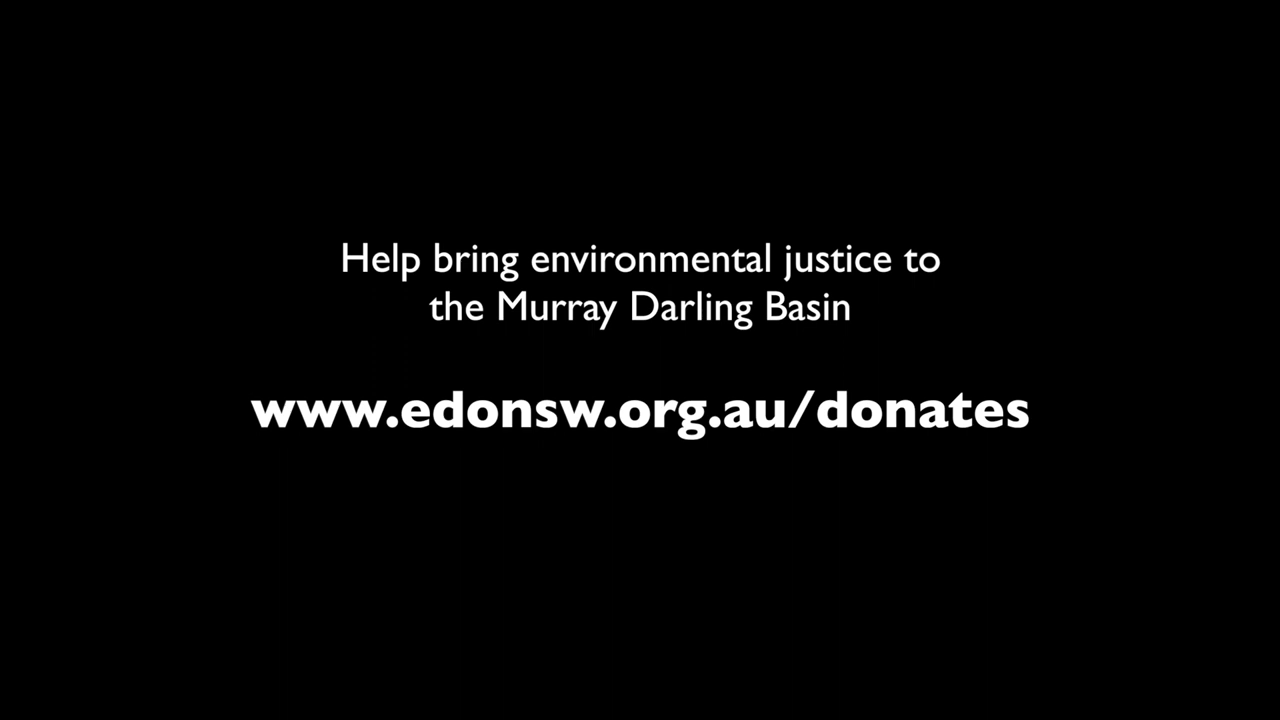 Help bring environmental justice to
the Murray Darling Basin
www.edonsw.org.au/donates